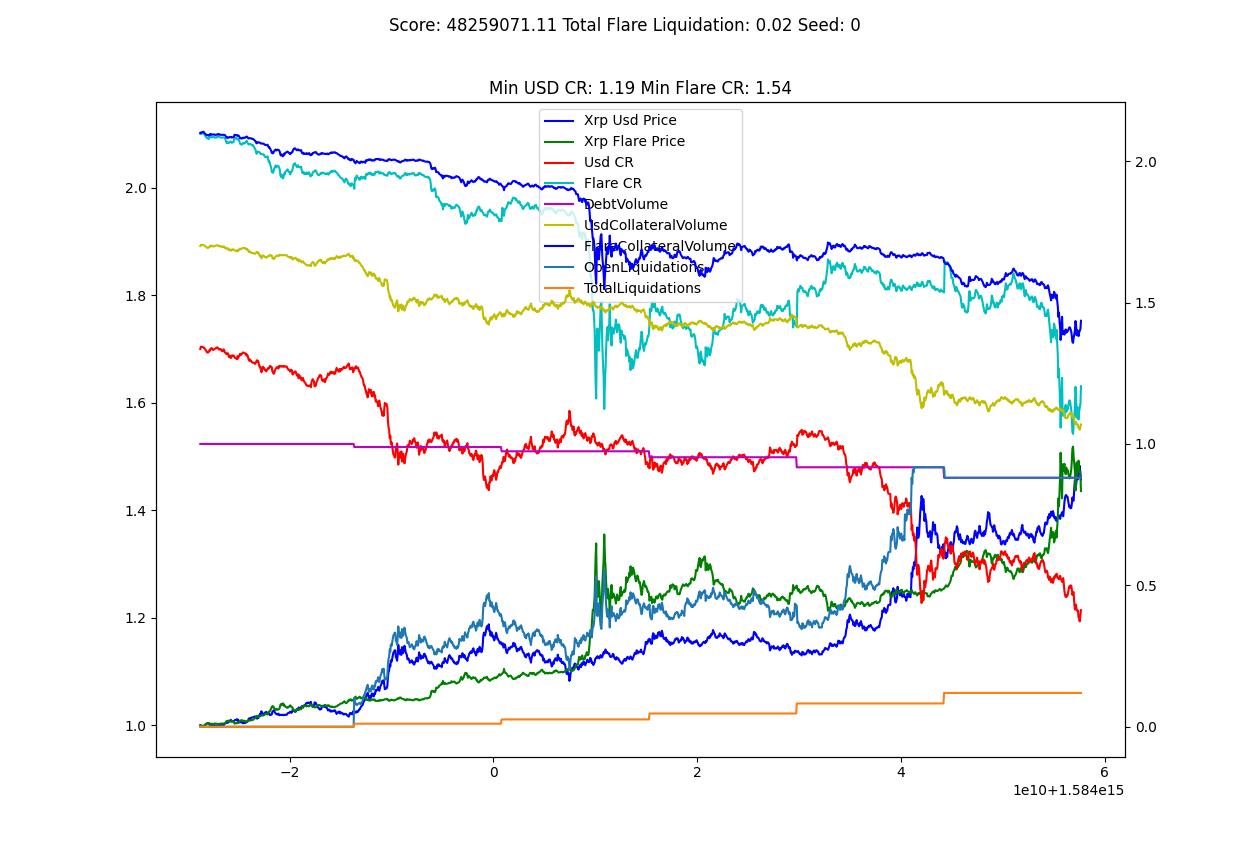 Score: 48259071.11 Total Flare Liquidation: 0.02 Seed: 0
Min USD CR: 1.19 Min Flare CR: 1.54
Xrp Usd Price
Xrp Flare Price
Usd CR
Flare CR
DebtVolume
UsdCollateralVolume
FlareCollateralVolume
OpenLiquidations
TotalLiquidations
2.0
1.8
1.6
1.4
1.2
1.0
2.0
1.5
1.0
0.5
0.0
−2
0
2
4
6
1e10+1.584e15